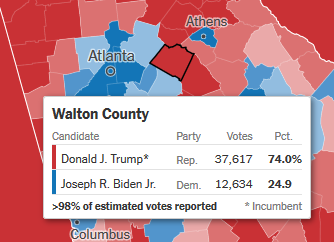 Athens
Atlanta
Walton County
Candidate Party Votes Pct.
Donald J. Trump* Rep. 37,617 74.0%
Joseph R. Biden Jr. Dem. 12,634 24.9
>98% of estimated votes reported * Incumbent
Columbus